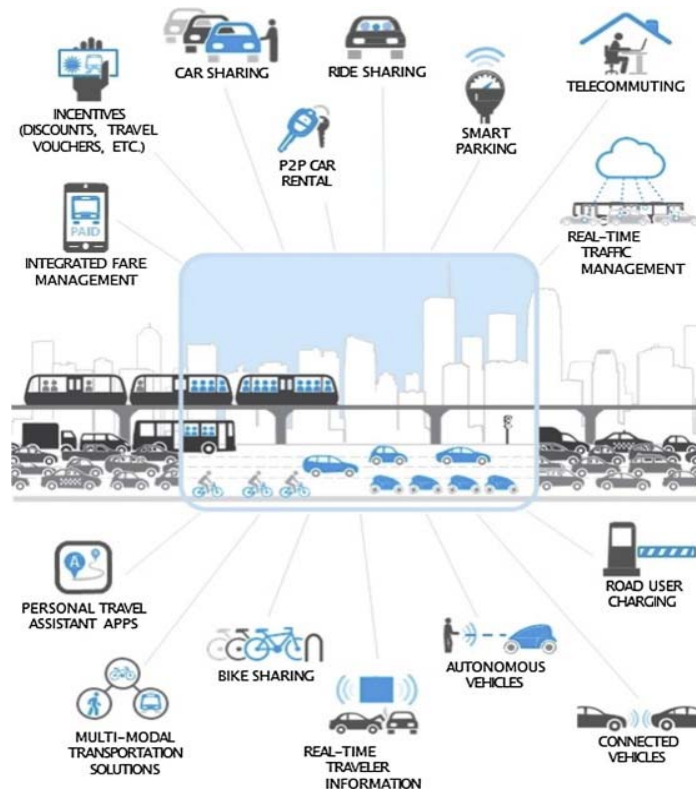 CAR SHARING
RIDE SHARING
TELECOMMUTING
INCENTIVES
(DISCOUNTS, TRAVEL
VOUCHERS, ETC.)
SMART
PARKING
P2P CAR
RENTAL
PAID
INTEGRATED FARE
MANAGEMENT
REAL-TIME
TRAFFIC
MANAGEMENT
A
PERSONAL TRAVEL
ASSISTANT APPS
ROAD USER
CHARGING
BIKE SHARING
AUTONOMOUS
VEHICLES
MULTI-MODAL
TRANSPORTATION
SOLUTIONS
REAL-TIME
TRAVELER
INFORMATION
CONNECTED
VEHICLES